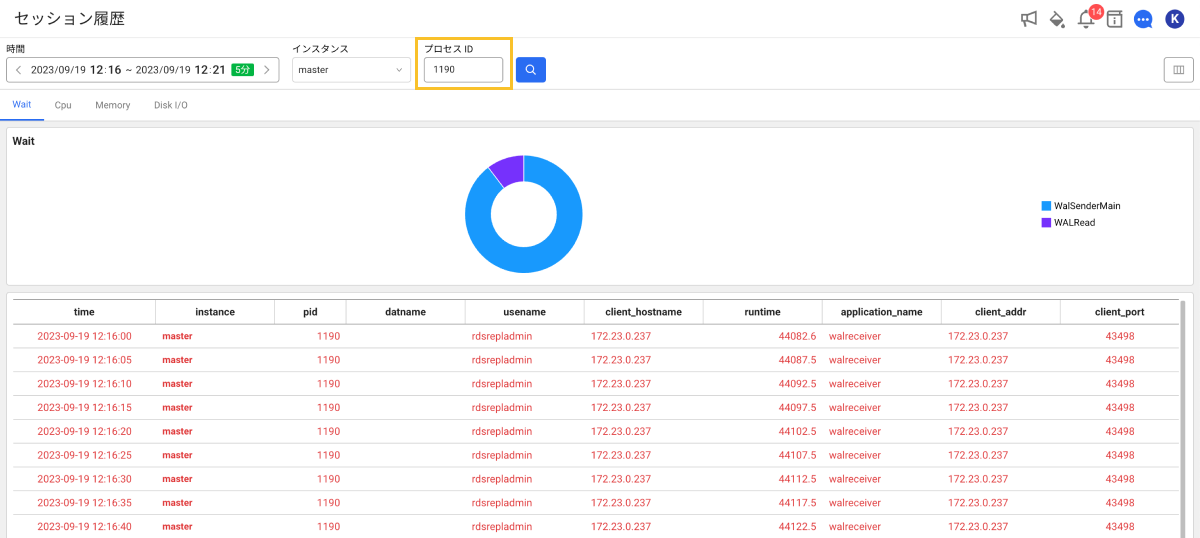 セッション履歴
14
K
時間
インスタンス
プロセス ID
2023/09/19 12:16 ~ 2023/09/19 12:21 5分
master
1190
Wait Cpu Memory Disk I/O
Wait
WalSenderMain
WALRead
time instance pid datname usename client_hostname runtime application_name client_addr client_port
2023-09-19 12:16:00 master 1190 rdsrepladmin 172.23.0.237 44082.6 walreceiver 172.23.0.237 43498
2023-09-19 12:16:05 master 1190 rdsrepladmin 172.23.0.237 44087.5 walreceiver 172.23.0.237 43498
2023-09-19 12:16:10 master 1190 rdsrepladmin 172.23.0.237 44092.5 walreceiver 172.23.0.237 43498
2023-09-19 12:16:15 master 1190 rdsrepladmin 172.23.0.237 44097.5 walreceiver 172.23.0.237 43498
2023-09-19 12:16:20 master 1190 rdsrepladmin 172.23.0.237 44102.5 walreceiver 172.23.0.237 43498
2023-09-19 12:16:25 master 1190 rdsrepladmin 172.23.0.237 44107.5 walreceiver 172.23.0.237 43498
2023-09-19 12:16:30 master 1190 rdsrepladmin 172.23.0.237 44112.5 walreceiver 172.23.0.237 43498
2023-09-19 12:16:35 master 1190 rdsrepladmin 172.23.0.237 44117.5 walreceiver 172.23.0.237 43498
2023-09-19 12:16:40 master 1190 rdsrepladmin 172.23.0.237 44122.5 walreceiver 172.23.0.237 43498